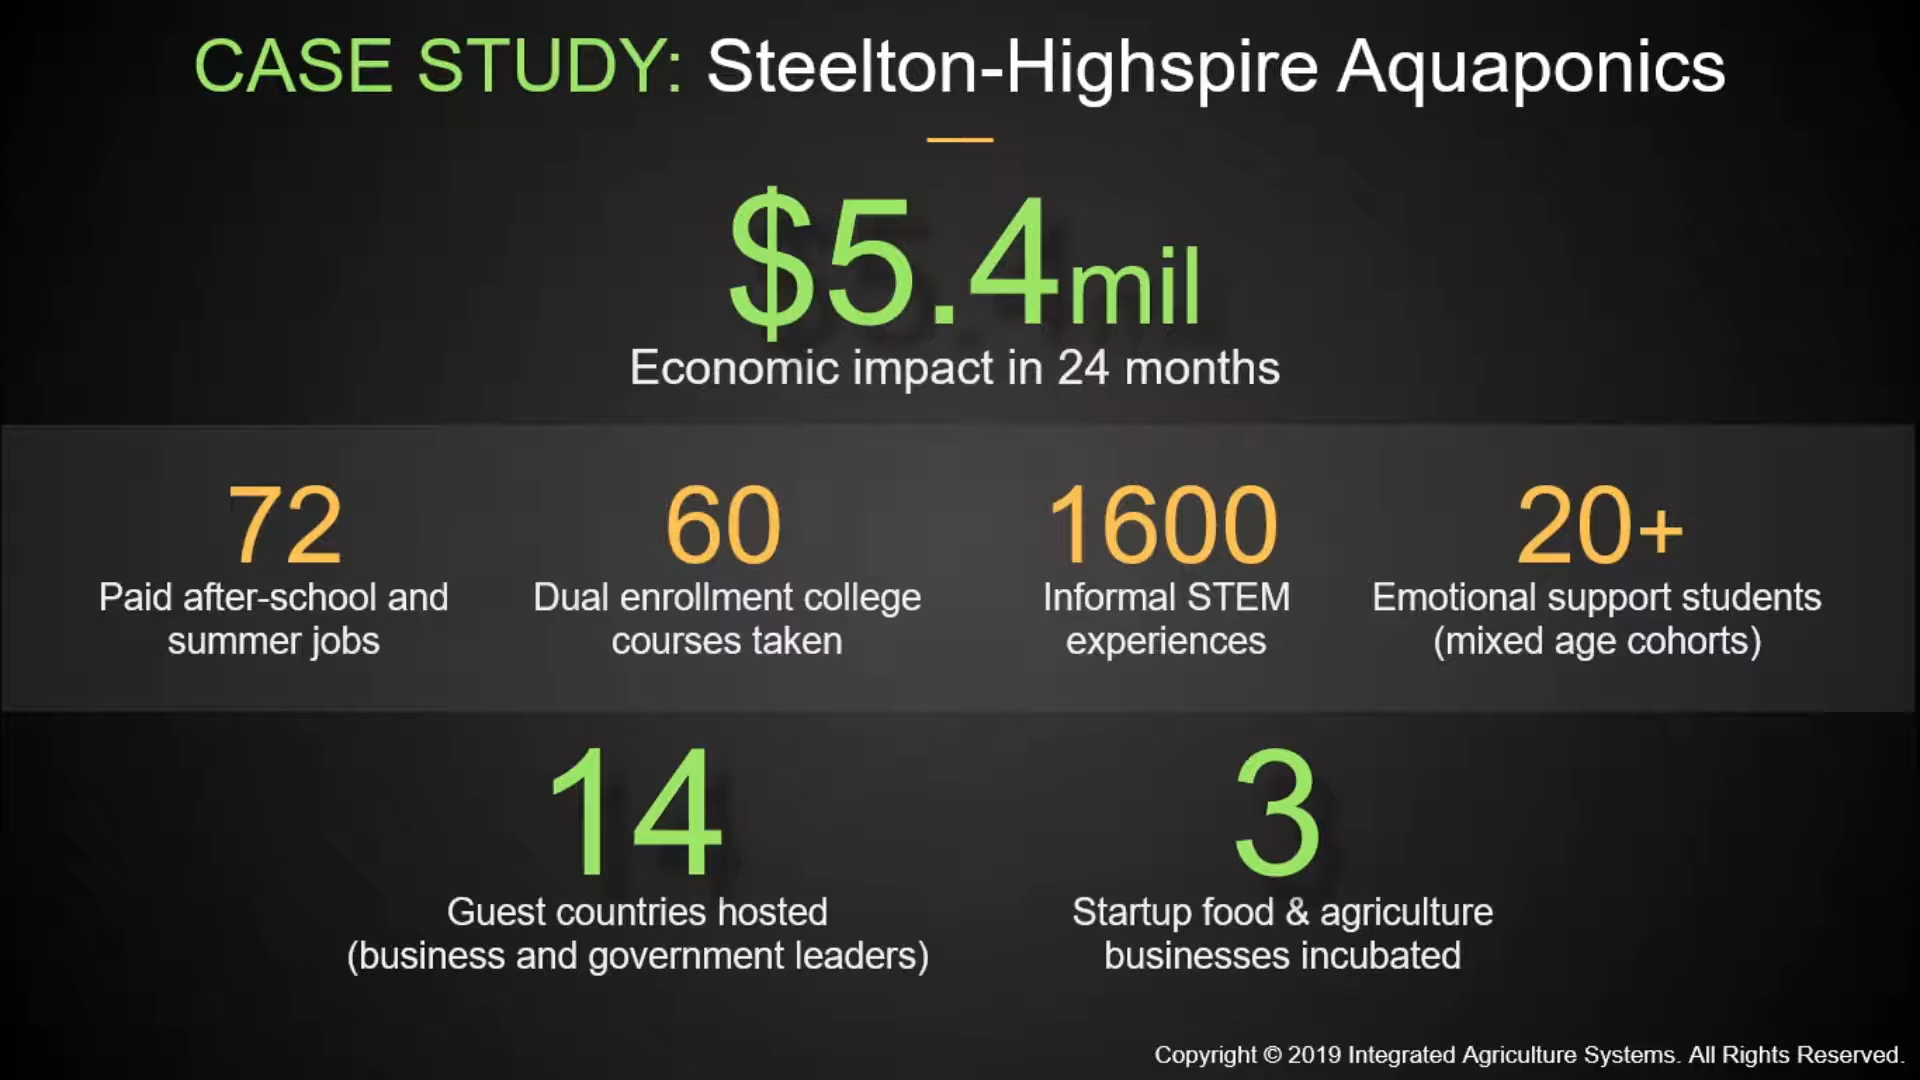 CASE STUDY: Steelton-Highspire Aquaponics
$5.4mil
Economic impact in 24 months
72
Paid after-school and
summer jobs
60
Dual enrollment college
courses taken
1600
Informal STEM
experiences
20+
Emotional support students
(mixed age cohorts)
14
Guest countries hosted
(business and government leaders)
3
Startup food & agriculture
businesses incubated
Copyright © 2019 Integrated Agriculture Systems. All Rights Reserved.